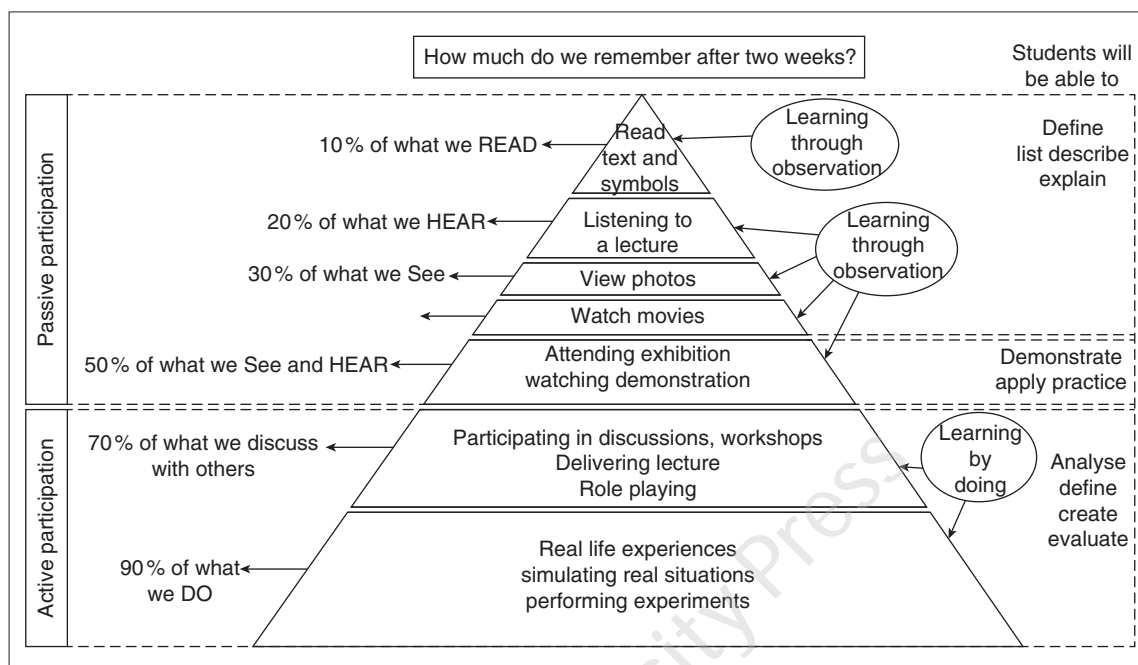 How much do we remember after two weeks?
Students will
be able to
Passive participation
10% of what we READ
Read
text and
symbols
Learning
through
observation
Define
list describe
explain
20% of what we HEAR
Listening to
a lecture
Learning
through
observation
30% of what we See
View photos
Watch movies
50% of what we See and HEAR
Attending exhibition
watching demonstration
Demonstrate
apply practice
Active participation
70% of what we discuss
with others
Participating in discussions, workshops
Delivering lecture
Role playing
Learning
by
doing
Analyse
define
create
evaluate
90% of what
we DO
Real life experiences
simulating real situations
performing experiments
sity Press